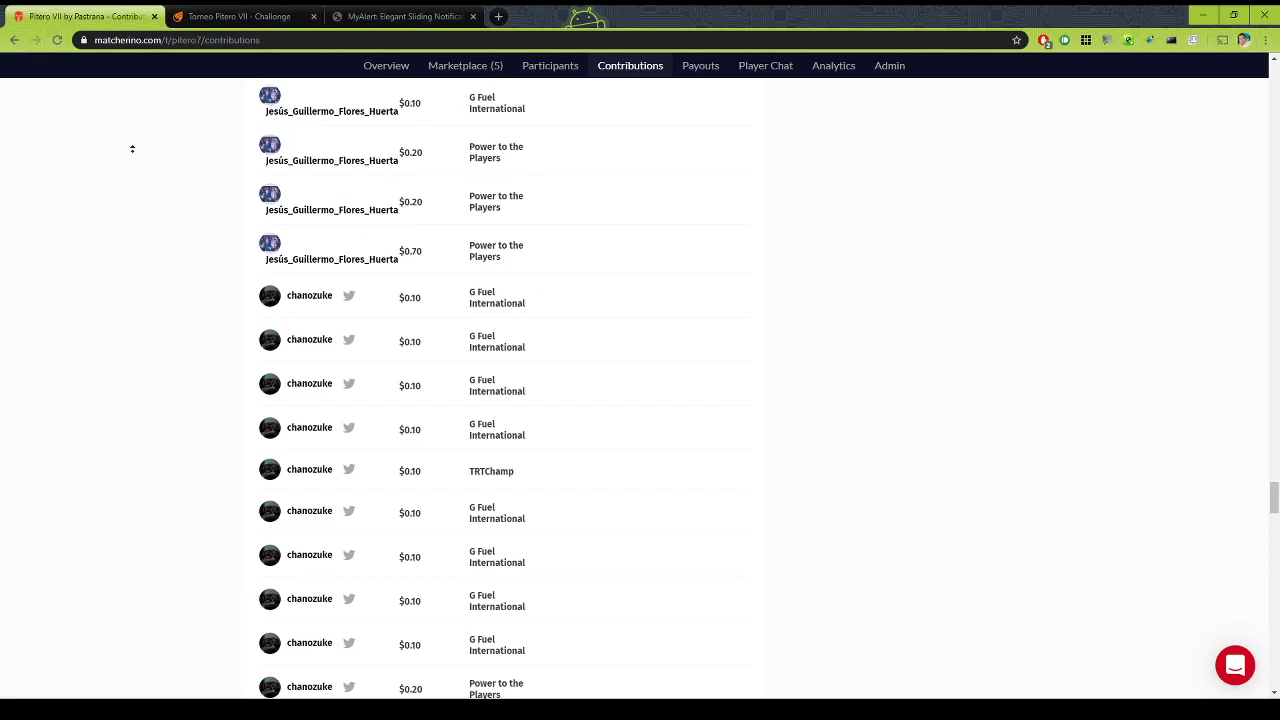 Pitero VII by Pastrana - Contribut
Torneo Pitero VII - Challonge
MyAlert: Elegant Sliding Notifica
matcherino.com/t/pitero7/contributions
2
Overview
Marketplace (5)
Participants
Contributions
Payouts
Player Chat
Analytics
Admin
Jesús_Guillermo_Flores_Huerta $0.10 G Fuel
International
Jesús_Guillermo_Flores_Huerta $0.20 Power to the
Players
Jesús_Guillermo_Flores_Huerta $0.20 Power to the
Players
Jesús_Guillermo_Flores_Huerta $0.70 Power to the
Players
chanozuke $0.10 G Fuel
International
chanozuke $0.10 G Fuel
International
chanozuke $0.10 G Fuel
International
chanozuke $0.10 G Fuel
International
chanozuke $0.10 TRTChamp
chanozuke $0.10 G Fuel
International
chanozuke $0.10 G Fuel
International
chanozuke $0.10 G Fuel
International
chanozuke $0.10 G Fuel
International
chanozuke $0.20 Power to the
Players